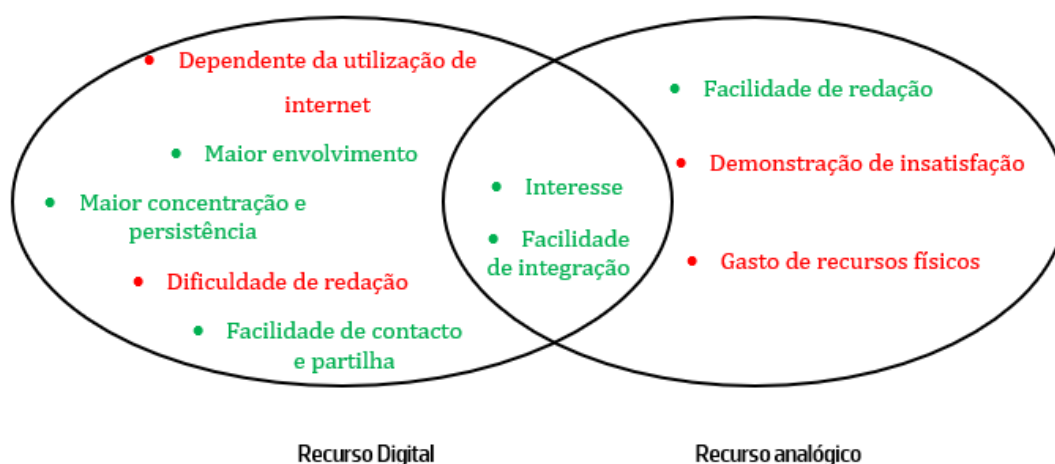 • Dependente da utilização de
internet
• Maior envolvimento
• Maior concentração e
persistência
• Dificuldade de redação
• Facilidade de contacto
e partilha
• Interesse
• Facilidade
de integração
• Facilidade de redação
• Demonstração de insatisfação
• Gasto de recursos físicos
Recurso Digital
Recurso analógico